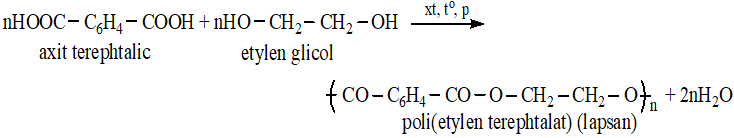 nHOOC – C₆H₄ – COOH + nHO – CH₂ – CH₂ – OH xt, t⁰, p
axit terephtalic etylen glicol
( CO – C₆H₄ – CO – O – CH₂ – CH₂ – O )ₙ + 2nH₂O
poli(etylen terephtalat) (lapsan)